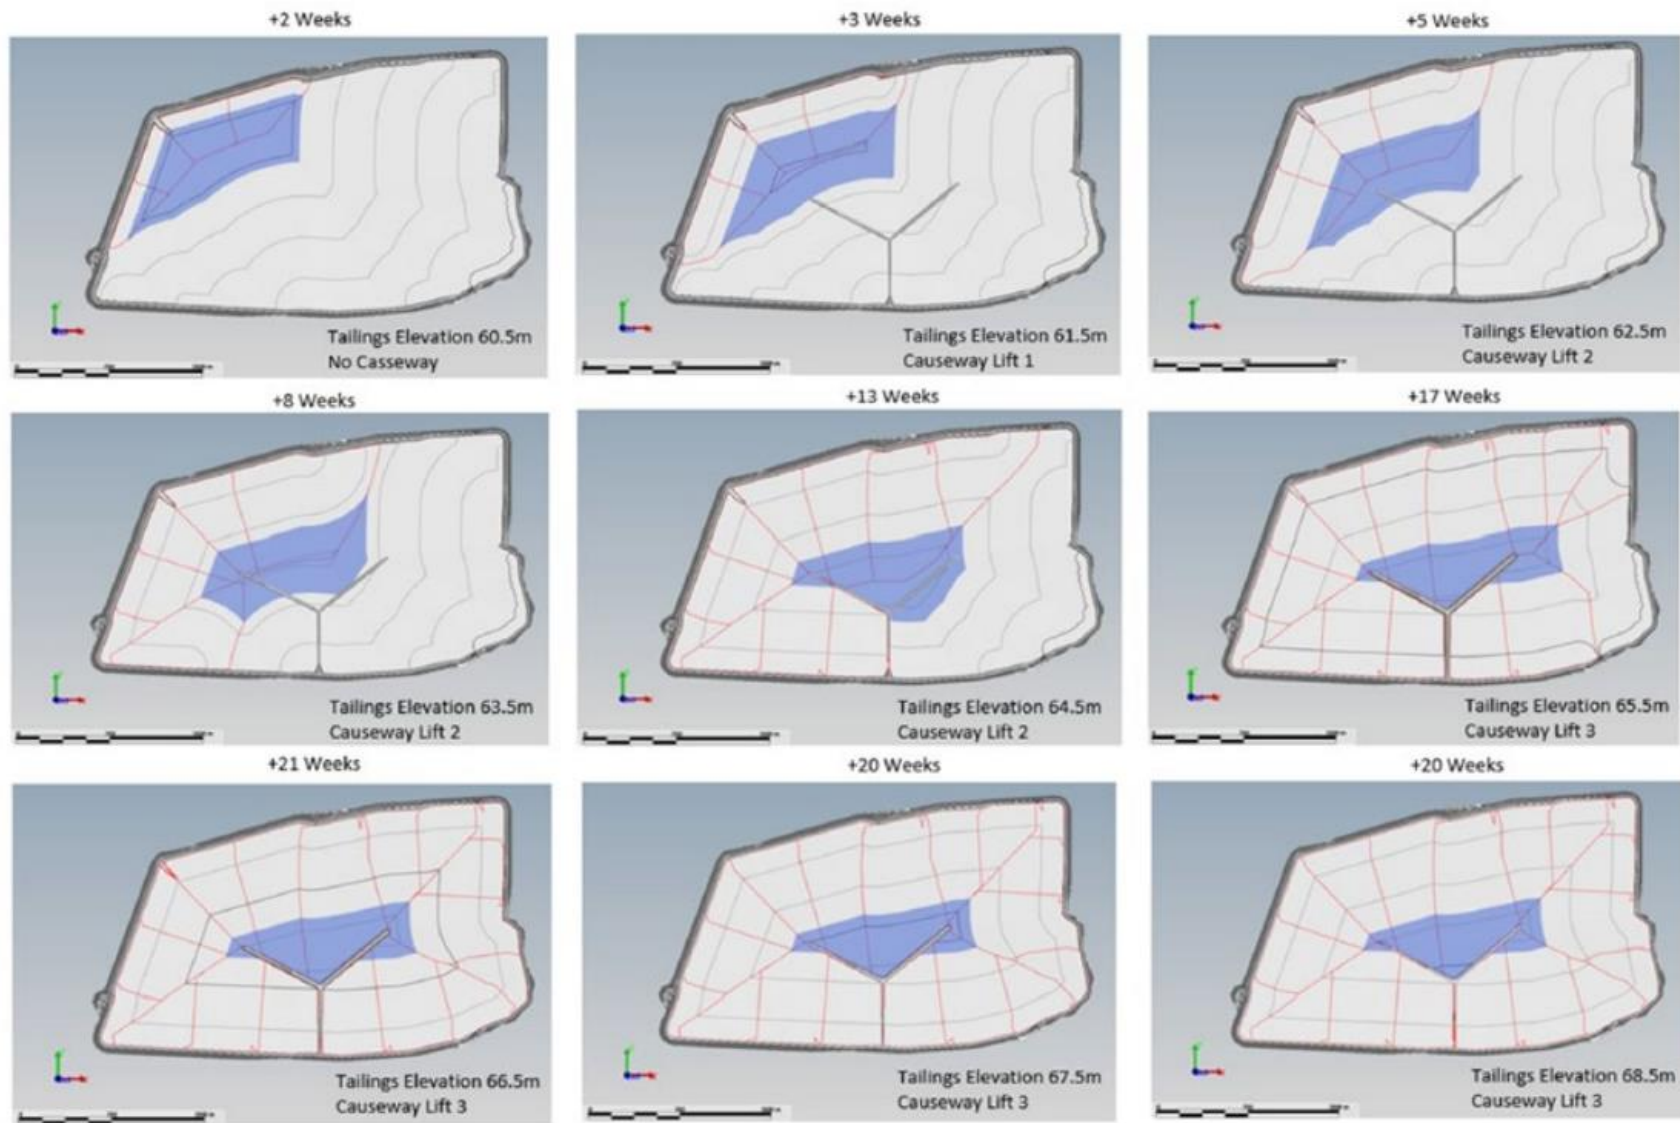 +2 Weeks
+3 Weeks
+5 Weeks
Tailings Elevation 60.5m
No Casseway
Tailings Elevation 61.5m
Causeway Lift 1
Tailings Elevation 62.5m
Causeway Lift 2
+8 Weeks
+13 Weeks
+17 Weeks
Tailings Elevation 63.5m
Causeway Lift 2
Tailings Elevation 64.5m
Causeway Lift 2
Tailings Elevation 65.5m
Causeway Lift 3
+21 Weeks
+20 Weeks
+20 Weeks
Tailings Elevation 66.5m
Causeway Lift 3
Tailings Elevation 67.5m
Causeway Lift 3
Tailings Elevation 68.5m
Causeway Lift 3